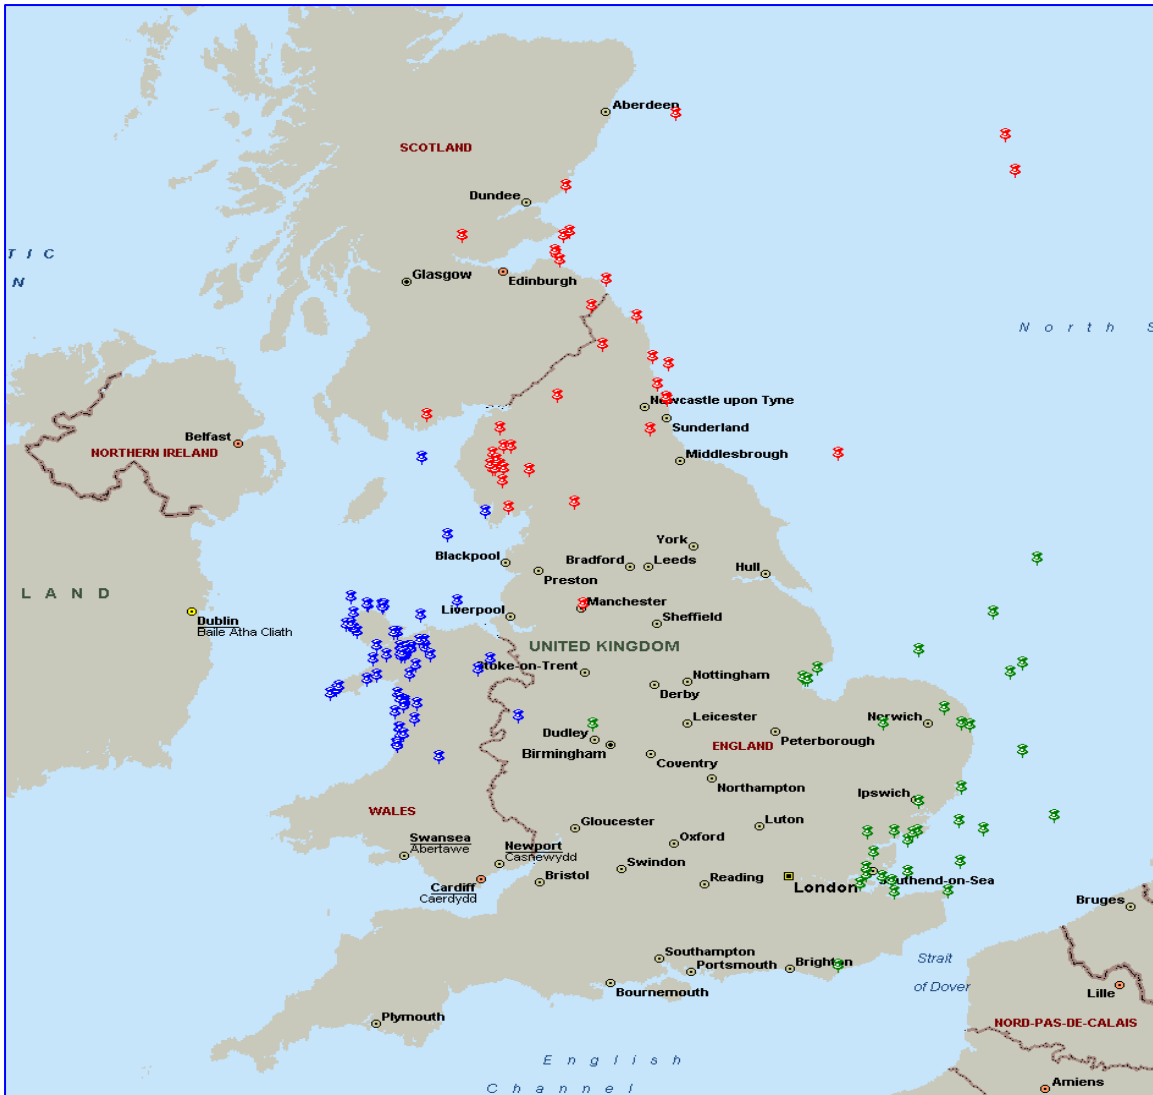 Aberdeen
SCOTLAND
Dundee
T I C
N
Glasgow
Edinburgh
North S
Newcastle upon Tyne
Sunderland
Belfast
NORTHERN IRELAND
Middlesbrough
York
Blackpool
Bradford
Leeds
Hull
Preston
L A N D
Dublin
Baile Atha Cliath
Liverpool
Manchester
Sheffield
UNITED KINGDOM
Stoke-on-Trent
Nottingham
Derby
Leicester
Norwich
Dudley
Peterborough
Birmingham
ENGLAND
Coventry
Northampton
Ipswich
WALES
Gloucester
Luton
Swansea
Abertawe
Oxford
Newport
Casnewydd
Swindon
Cardiff
Caerdydd
Bristol
Reading
London
Southend-on-Sea
Bruges
Southampton
Portsmouth
Brighton
Strait
of Dover
Bournemouth
Lille
Plymouth
NORD-PAS-DE-CALAIS
English
Channel
Amiens